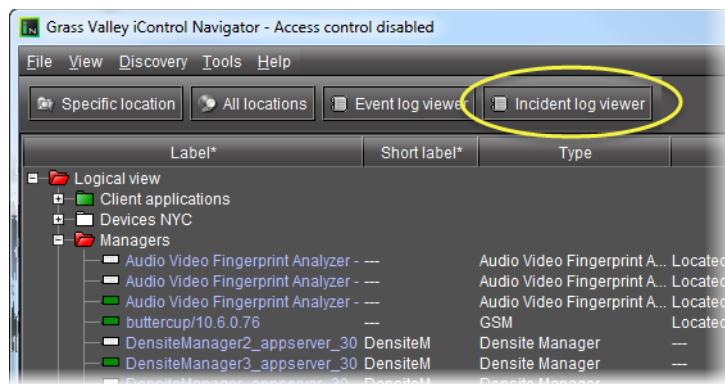 Grass Valley iControl Navigator - Access control disabled
File View Discovery Tools Help
Specific location All locations Event log viewer Incident log viewer
Label* Short label* Type
Logical view
Client applications
Devices NYC
Managers
Audio Video Fingerprint Analyzer - --- Audio Video Fingerprint A... Located
Audio Video Fingerprint Analyzer - --- Audio Video Fingerprint A... Located
Audio Video Fingerprint Analyzer - --- Audio Video Fingerprint A... Located
buttercup/10.6.0.76 --- GSM Located
DensiteManager2_appserver_30 DensiteM Densite Manager ---
DensiteManager3_appserver_30 DensiteM Densite Manager ---